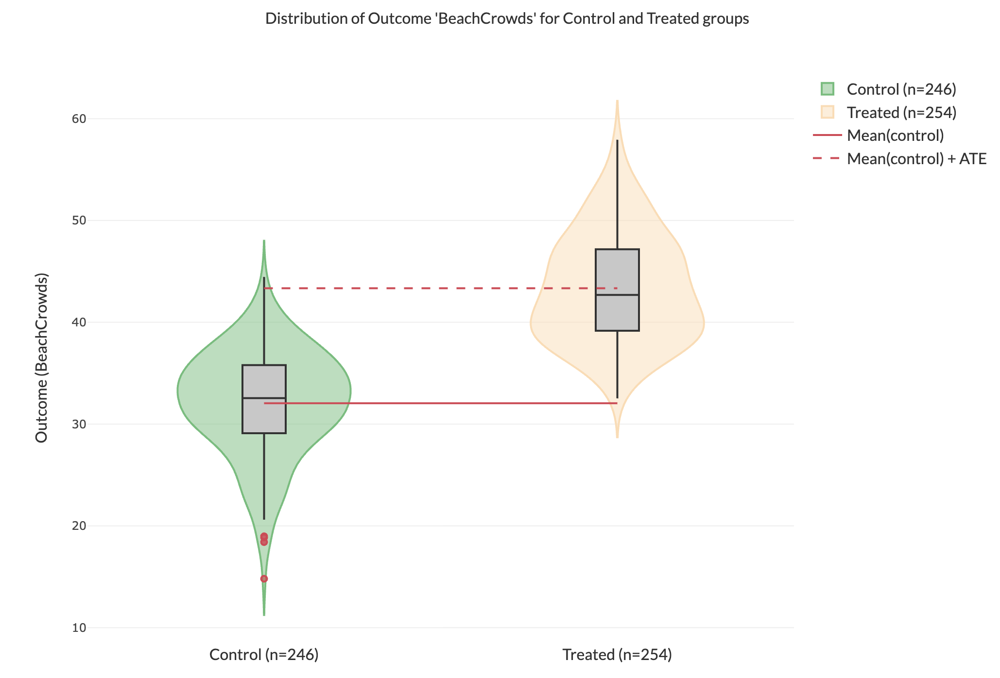 Distribution of Outcome 'BeachCrowds' for Control and Treated groups
Control (n=246)
Treated (n=254)
Mean(control)
Mean(control) + ATE
Outcome (BeachCrowds)
60
50
40
30
20
10
Control (n=246)
Treated (n=254)